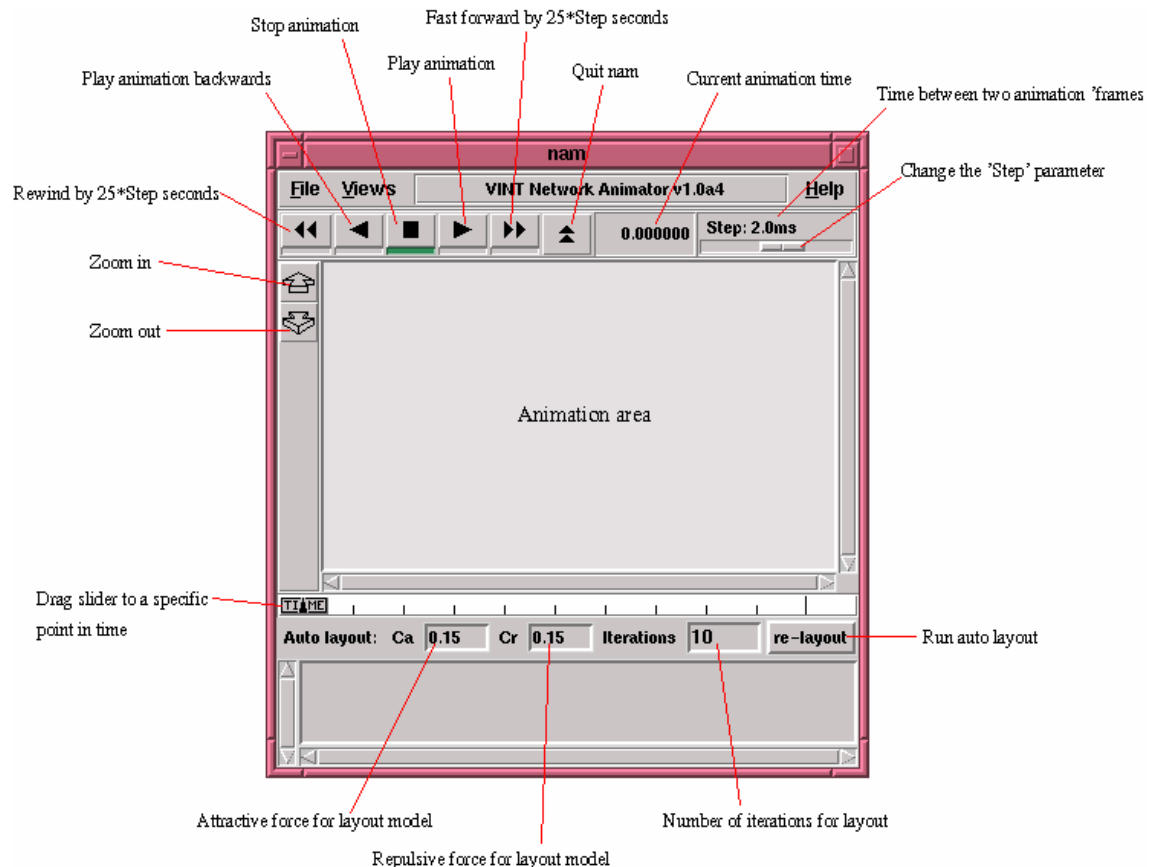 Fast forward by 25*Step seconds
Stop animation
Play animation
Quit nam
Play animation backwards
Current animation time
Time between two animation 'frames
Change the 'Step' parameter
Rewind by 25*Step seconds
nam
File Views VINT Network Animator v1.0a4 Help
0.000000 Step: 2.0ms
Zoom in
Zoom out
Animation area
Drag slider to a specific
point in time
TIME
Auto layout: Ca 0.15 Cr 0.15 Iterations 10 re-layout
Run auto layout
Attractive force for layout model
Number of iterations for layout
Repulsive force for layout model